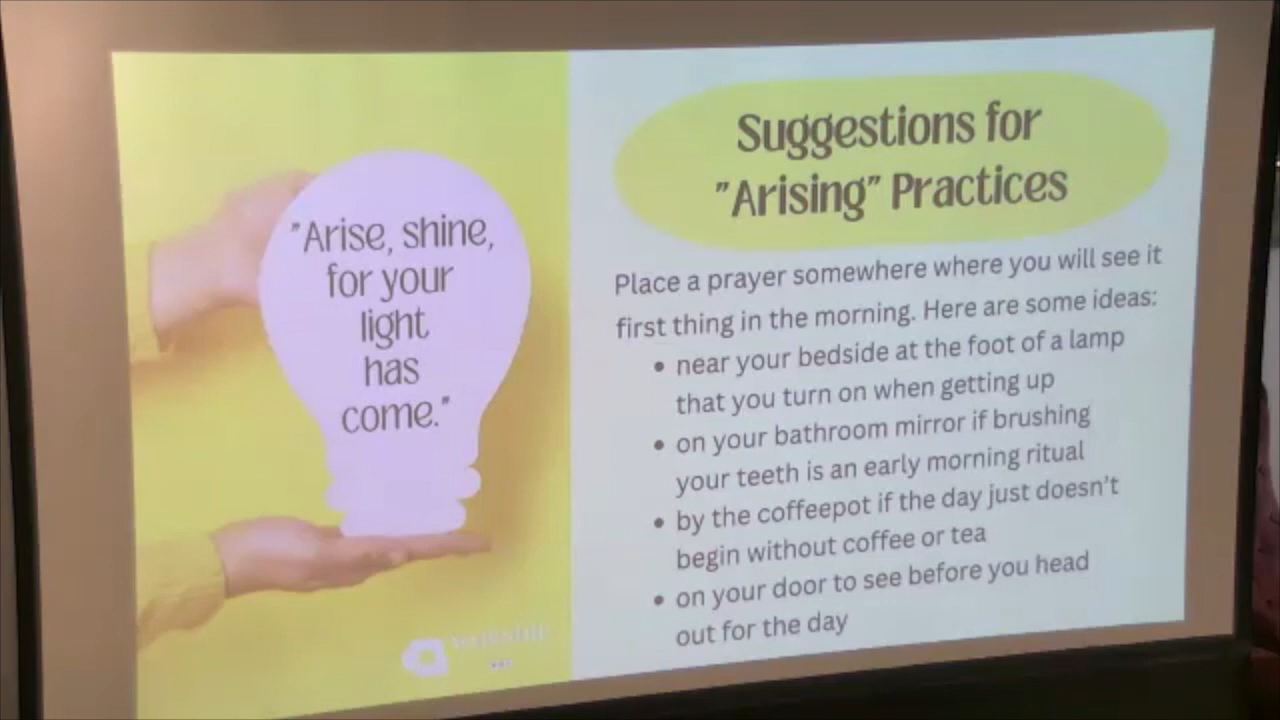 "Arise, shine,
for your
light
has
come."
Suggestions for
"Arising" Practices
Place a prayer somewhere where you will see it
first thing in the morning. Here are some ideas:
• near your bedside at the foot of a lamp
that you turn on when getting up
• on your bathroom mirror if brushing
your teeth is an early morning ritual
• by the coffeepot if the day just doesn't
begin without coffee or tea
• on your door to see before you head
out for the day